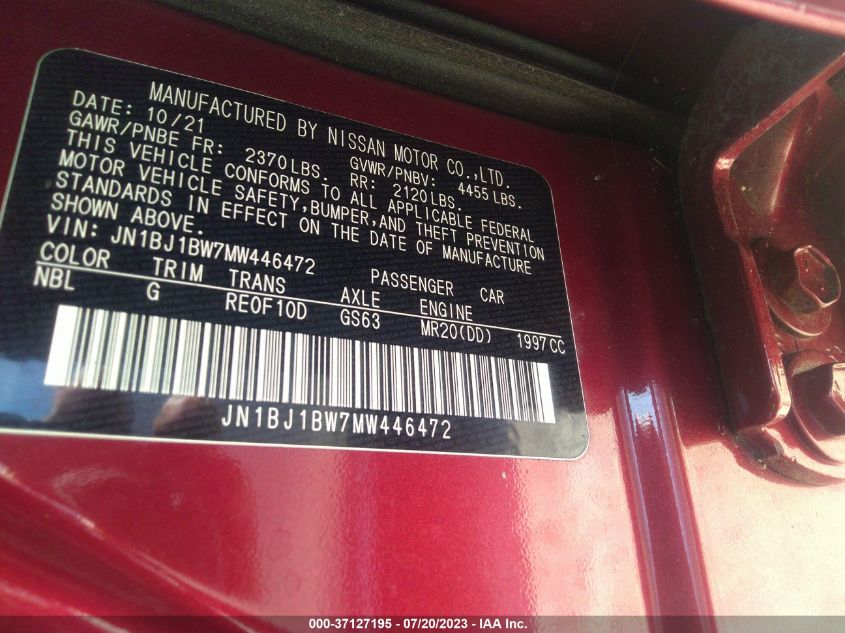 MANUFACTURED BY NISSAN MOTOR CO.,LTD.
DATE: 10/21 GVWR/PNBV: 4455 LBS.
GAWR/PNBE FR: 2370LBS. RR: 2120LBS.
THIS VEHICLE CONFORMS TO ALL APPLICABLE FEDERAL
MOTOR VEHICLE SAFETY,BUMPER,AND THEFT PREVENTION
STANDARDS IN EFFECT ON THE DATE OF MANUFACTURE
SHOWN ABOVE.
VIN: JN1BJ1BW7MW446472 PASSENGER CAR
COLOR TRIM TRANS AXLE ENGINE
NBL G RE0F10D GS63 MR20(DD) 1997CC
JN1BJ1BW7MW446472
000-37127195 - 07/20/2023 - IAA Inc.